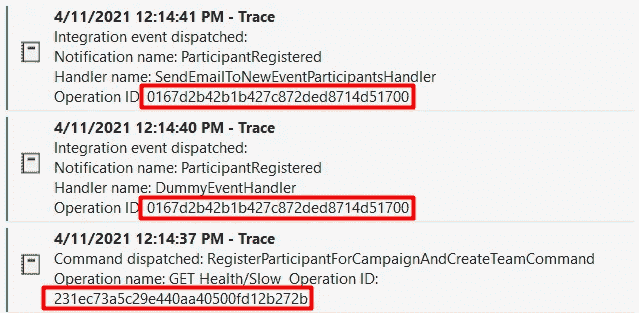 4/11/2021 12:14:41 PM - Trace
Integration event dispatched:
Notification name: ParticipantRegistered
Handler name: SendEmailToNewEventParticipantsHandler
Operation ID 0167d2b42b1b427c872ded8714d51700
4/11/2021 12:14:40 PM - Trace
Integration event dispatched:
Notification name: ParticipantRegistered
Handler name: DummyEventHandler
Operation ID 0167d2b42b1b427c872ded8714d51700
4/11/2021 12:14:37 PM - Trace
Command dispatched: RegisterParticipantForCampaignAndCreateTeamCommand
Operation name: GET Health/Slow Operation ID:
231ec73a5c29e440aa40500fd12b272b